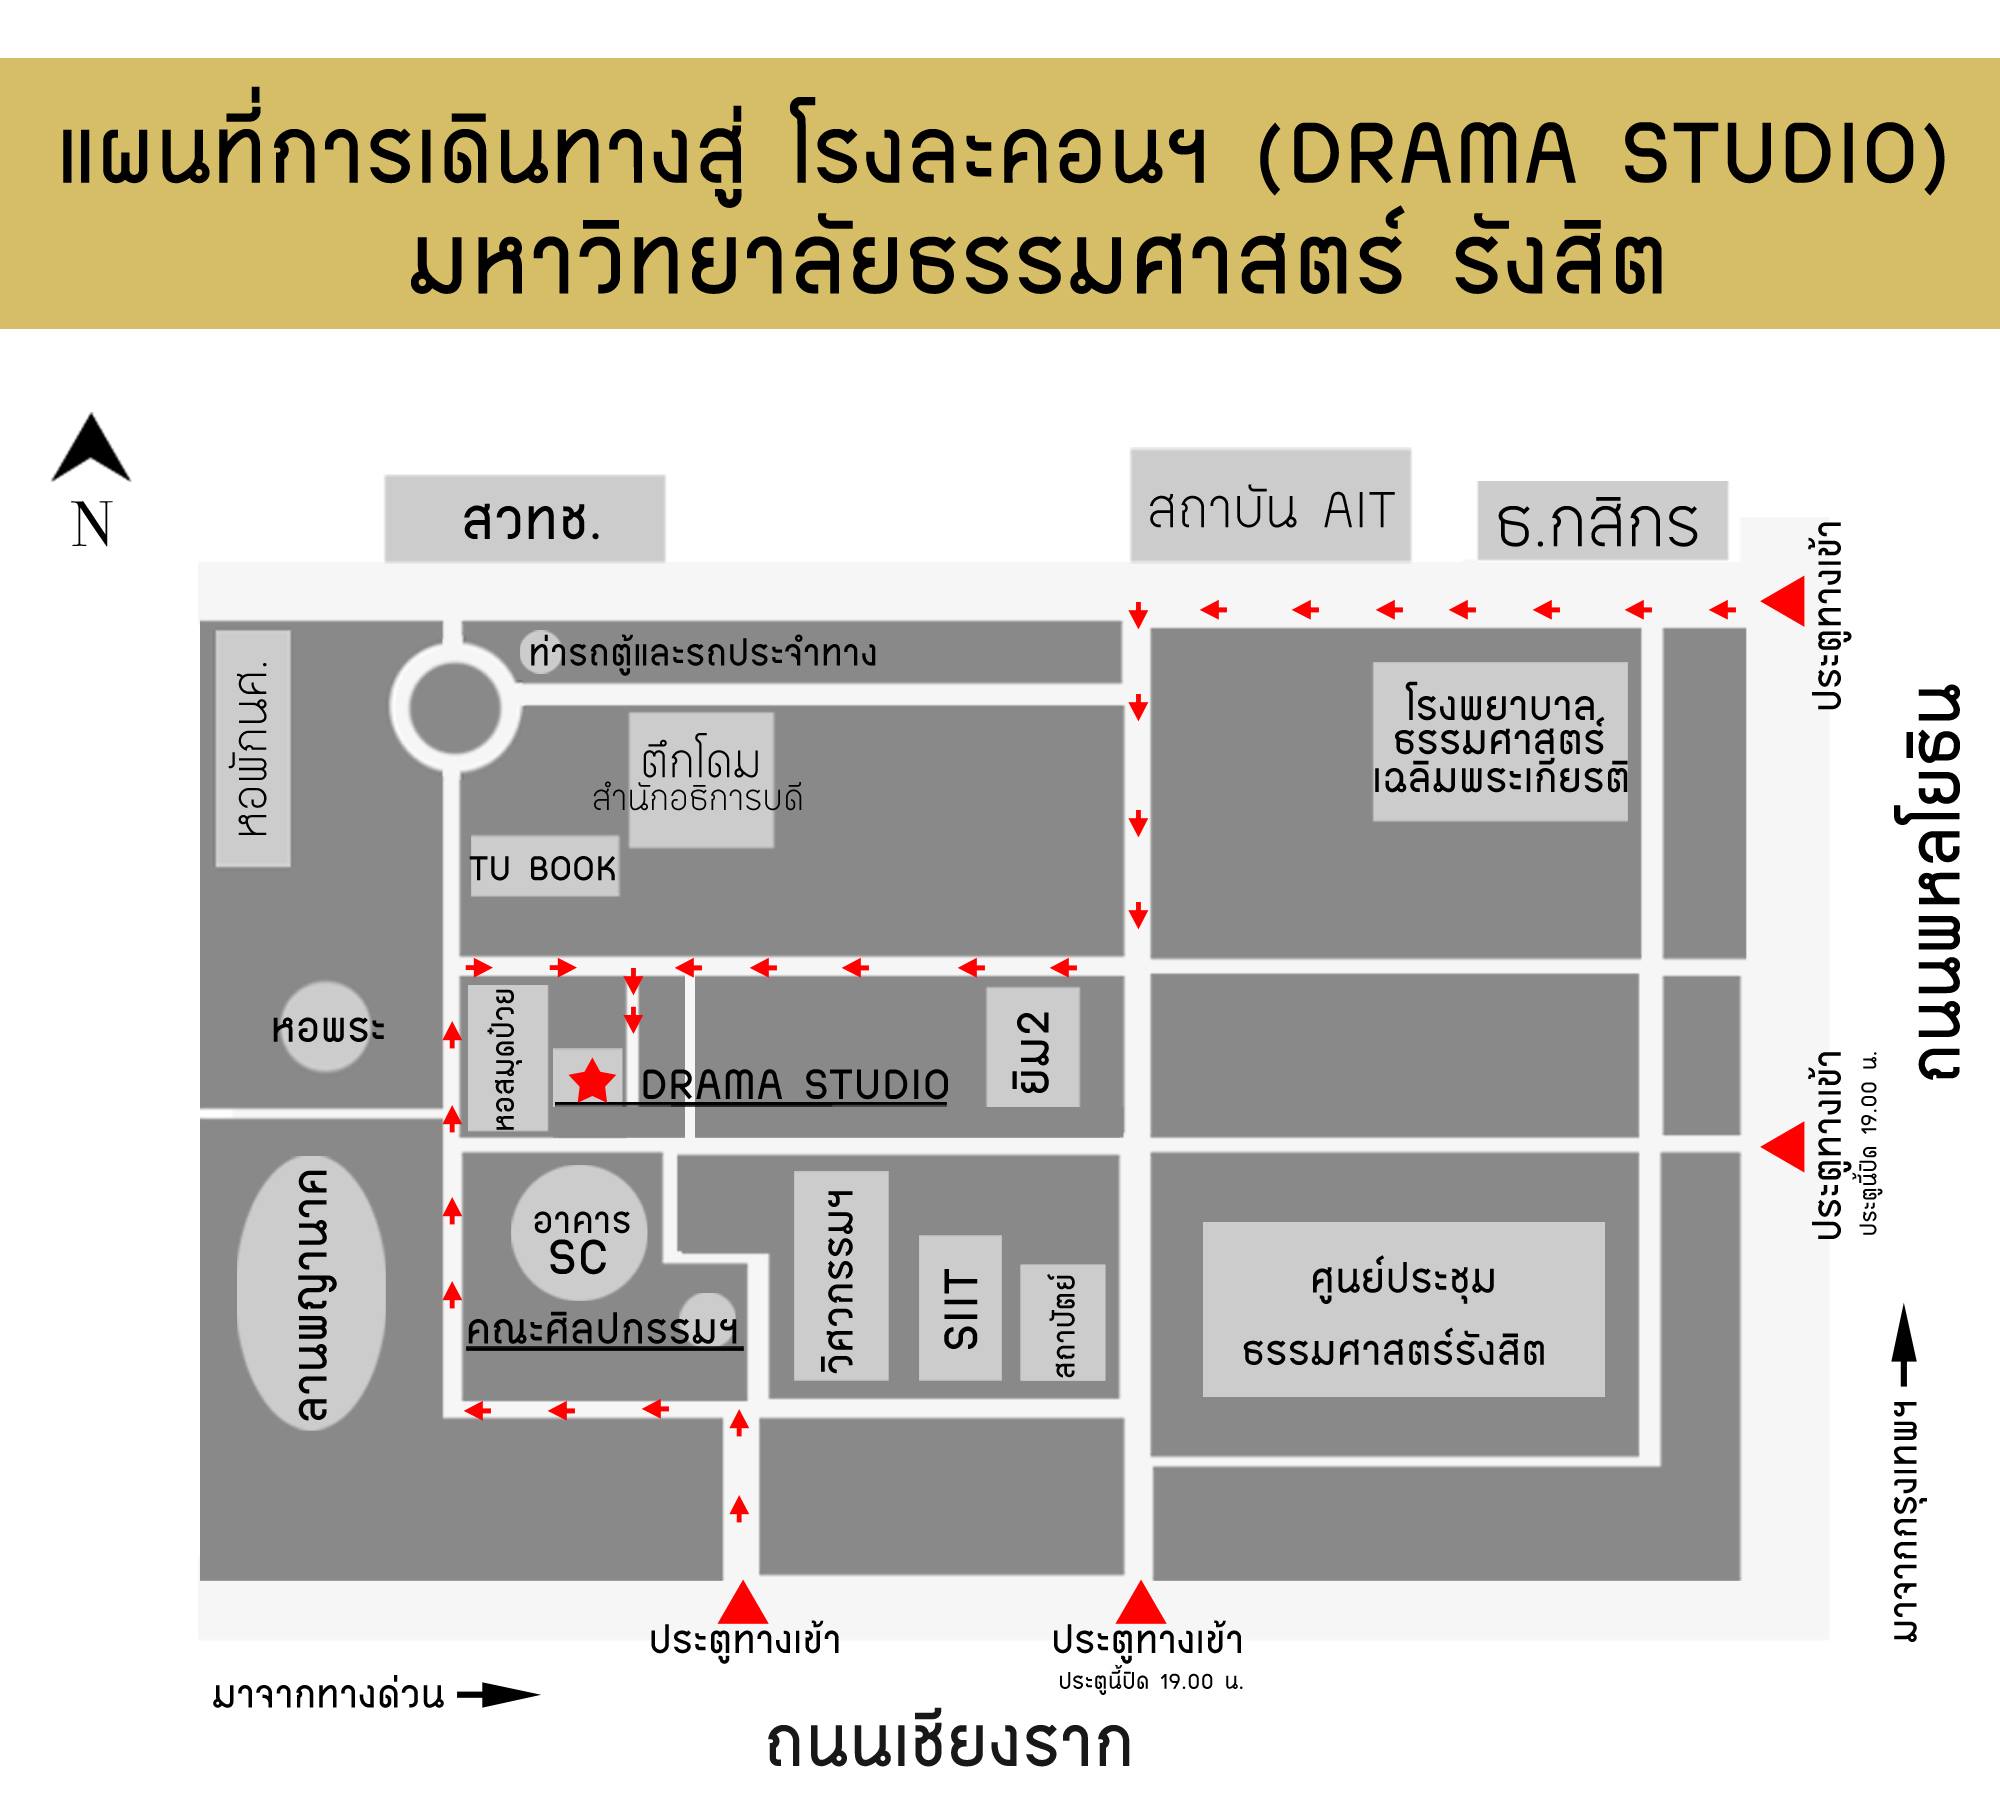 แผนที่การเดินทางสู่ โรงละคอนฯ (DRAMA STUDIO)
มหาวิทยาลัยธรรมศาสตร์ รังสิต
N
สวทช.
สถาบัน AIT
ธ.กสิกร
ประตูทางเข้า
หอพักนศ.
ท่ารถตู้และรถประจำทาง
ตึกโดม
สำนักอธิการบดี
TU BOOK
โรงพยาบาล
ธรรมศาสตร์
เฉลิมพระเกียรติ
ถนนพหลโยธิน
หอพระ
หอสมุดป๋วย
DRAMA STUDIO
ยิม2
ประตูทางเข้า
ประตูนี้ปิด 19.00 น.
ลานพญานาค
อาคาร
SC
คณะศิลปกรรมฯ
วิศวกรรมฯ
SIIT
สถาปัตย์
ศูนย์ประชุม
ธรรมศาสตร์รังสิต
มาจากกรุงเทพฯ
ประตูทางเข้า
ประตูทางเข้า
ประตูนี้ปิด 19.00 น.
มาจากทางด่วน
ถนนเชียงราก